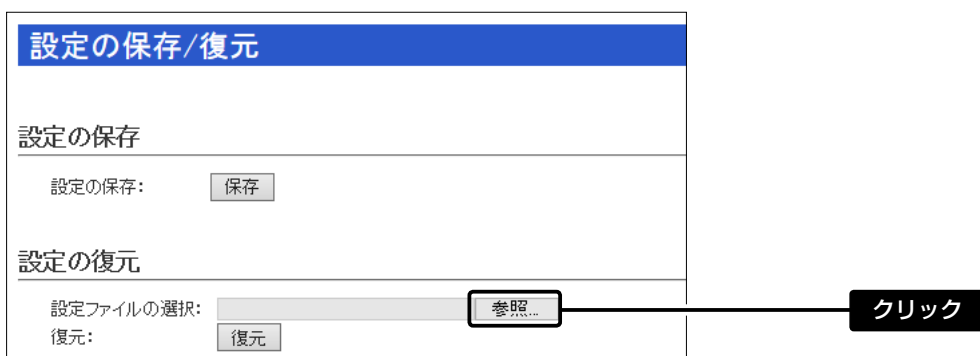 設定の保存/復元
設定の保存
設定の保存: 保存
設定の復元
設定ファイルの選択: 参照...
クリック
復元: 復元